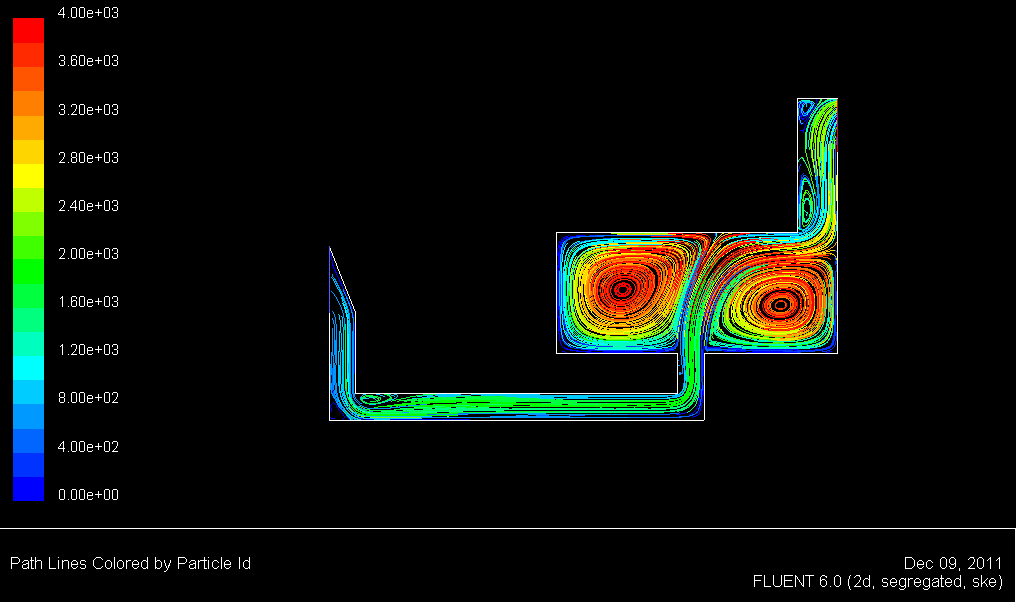 4.00e+03
3.60e+03
3.20e+03
2.80e+03
2.40e+03
2.00e+03
1.60e+03
1.20e+03
8.00e+02
4.00e+02
0.00e+00
Path Lines Colored by Particle Id
Dec 09, 2011
FLUENT 6.0 (2d, segregated, ske)